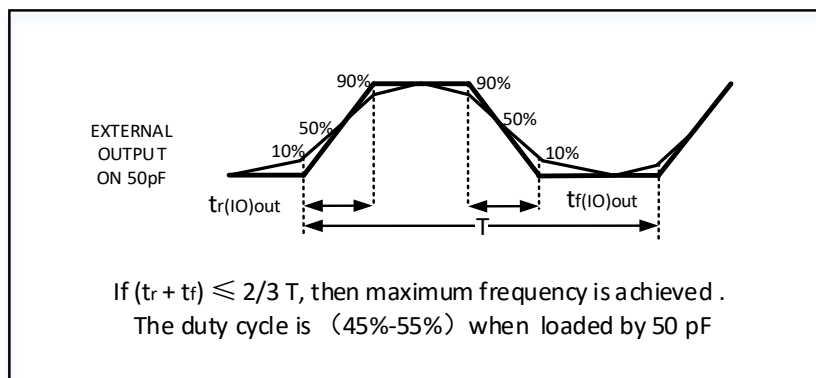 90%
90%
EXTERNAL
OUTPUT
ON 50pF
50%
50%
10%
10%
tr(IO)out
tf(IO)out
T
If (tr + tf) ≤ 2/3 T, then maximum frequency is achieved .
The duty cycle is （45%-55%） when loaded by 50 pF